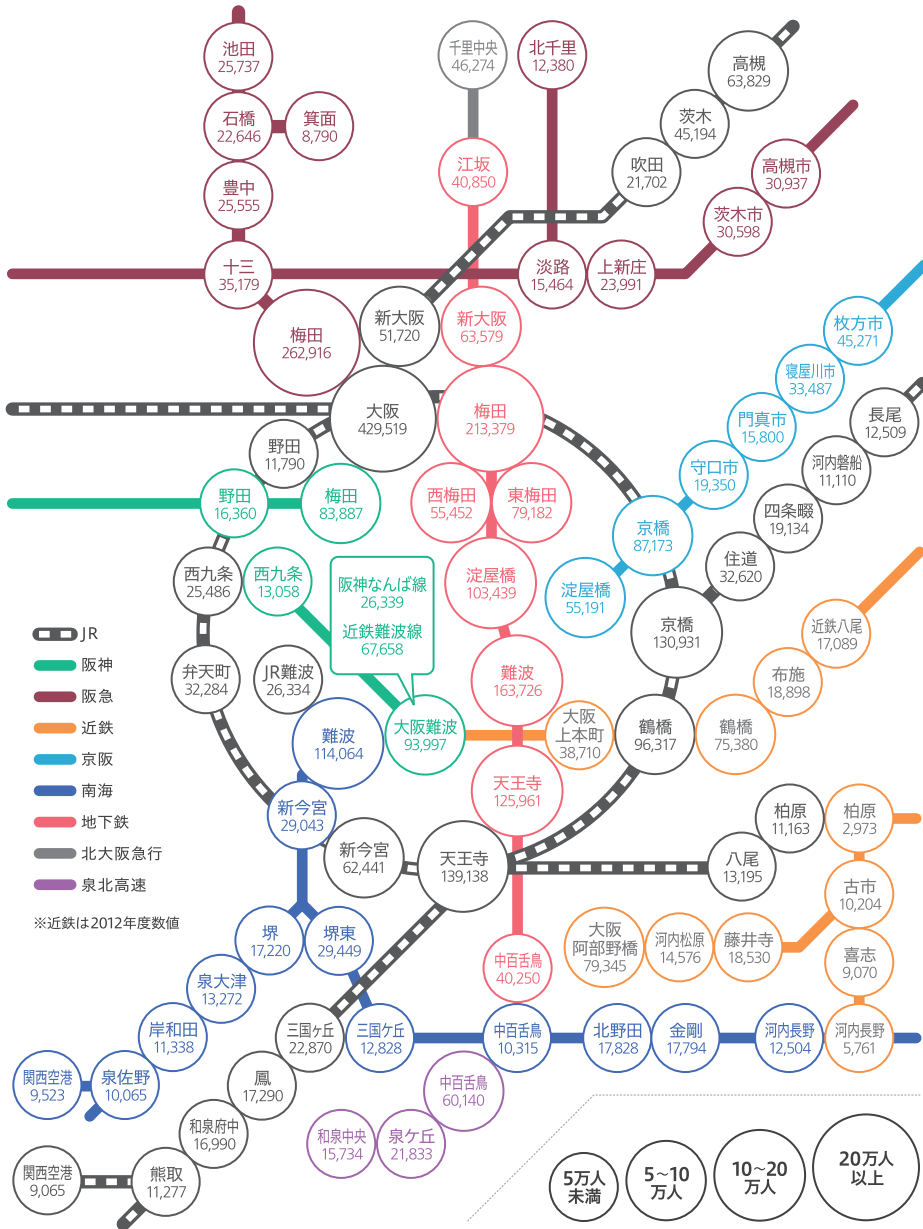 池田
25,737
千里中央
46,274
北千里
12,380
高槻
63,829
石橋
22,646
箕面
8,790
茨木
45,194
江坂
40,850
吹田
21,702
高槻市
30,937
豊中
25,555
茨木市
30,598
十三
35,179
淡路
15,464
上新庄
23,991
梅田
262,916
新大阪
51,720
新大阪
63,579
枚方市
45,271
寝屋川市
33,487
大阪
429,519
梅田
213,379
門真市
15,800
長尾
12,509
野田
11,790
守口市
19,350
河内磐船
11,110
野田
16,360
梅田
83,887
西梅田
55,452
東梅田
79,182
四条畷
19,134
京橋
87,173
住道
32,620
西九条
25,486
西九条
13,058
阪神なんば線
26,339
近鉄難波線
67,658
淀屋橋
103,439
淀屋橋
55,191
京橋
130,931
近鉄八尾
17,089
弁天町
32,284
JR難波
26,334
難波
163,726
布施
18,898
難波
114,064
大阪難波
93,997
大阪
上本町
38,710
鶴橋
96,317
鶴橋
75,380
新今宮
29,043
天王寺
125,961
柏原
11,163
柏原
2,973
新今宮
62,441
天王寺
139,138
八尾
13,195
古市
10,204
JR
阪神
阪急
近鉄
京阪
南海
地下鉄
北大阪急行
泉北高速
※近鉄は2012年度数値
堺
17,220
堺東
29,449
中百舌鳥
40,250
大阪
阿部野橋
79,345
河内松原
14,576
藤井寺
18,530
喜志
9,070
泉大津
13,272
岸和田
11,338
三国ケ丘
22,870
三国ケ丘
12,828
中百舌鳥
10,315
北野田
17,828
金剛
17,794
河内長野
12,504
河内長野
5,761
関西空港
9,523
泉佐野
10,065
鳳
17,290
中百舌鳥
60,140
和泉府中
16,990
和泉中央
15,734
泉ケ丘
21,833
関西空港
9,065
熊取
11,277
5万人
未満
5~10
万人
10~20
万人
20万人
以上